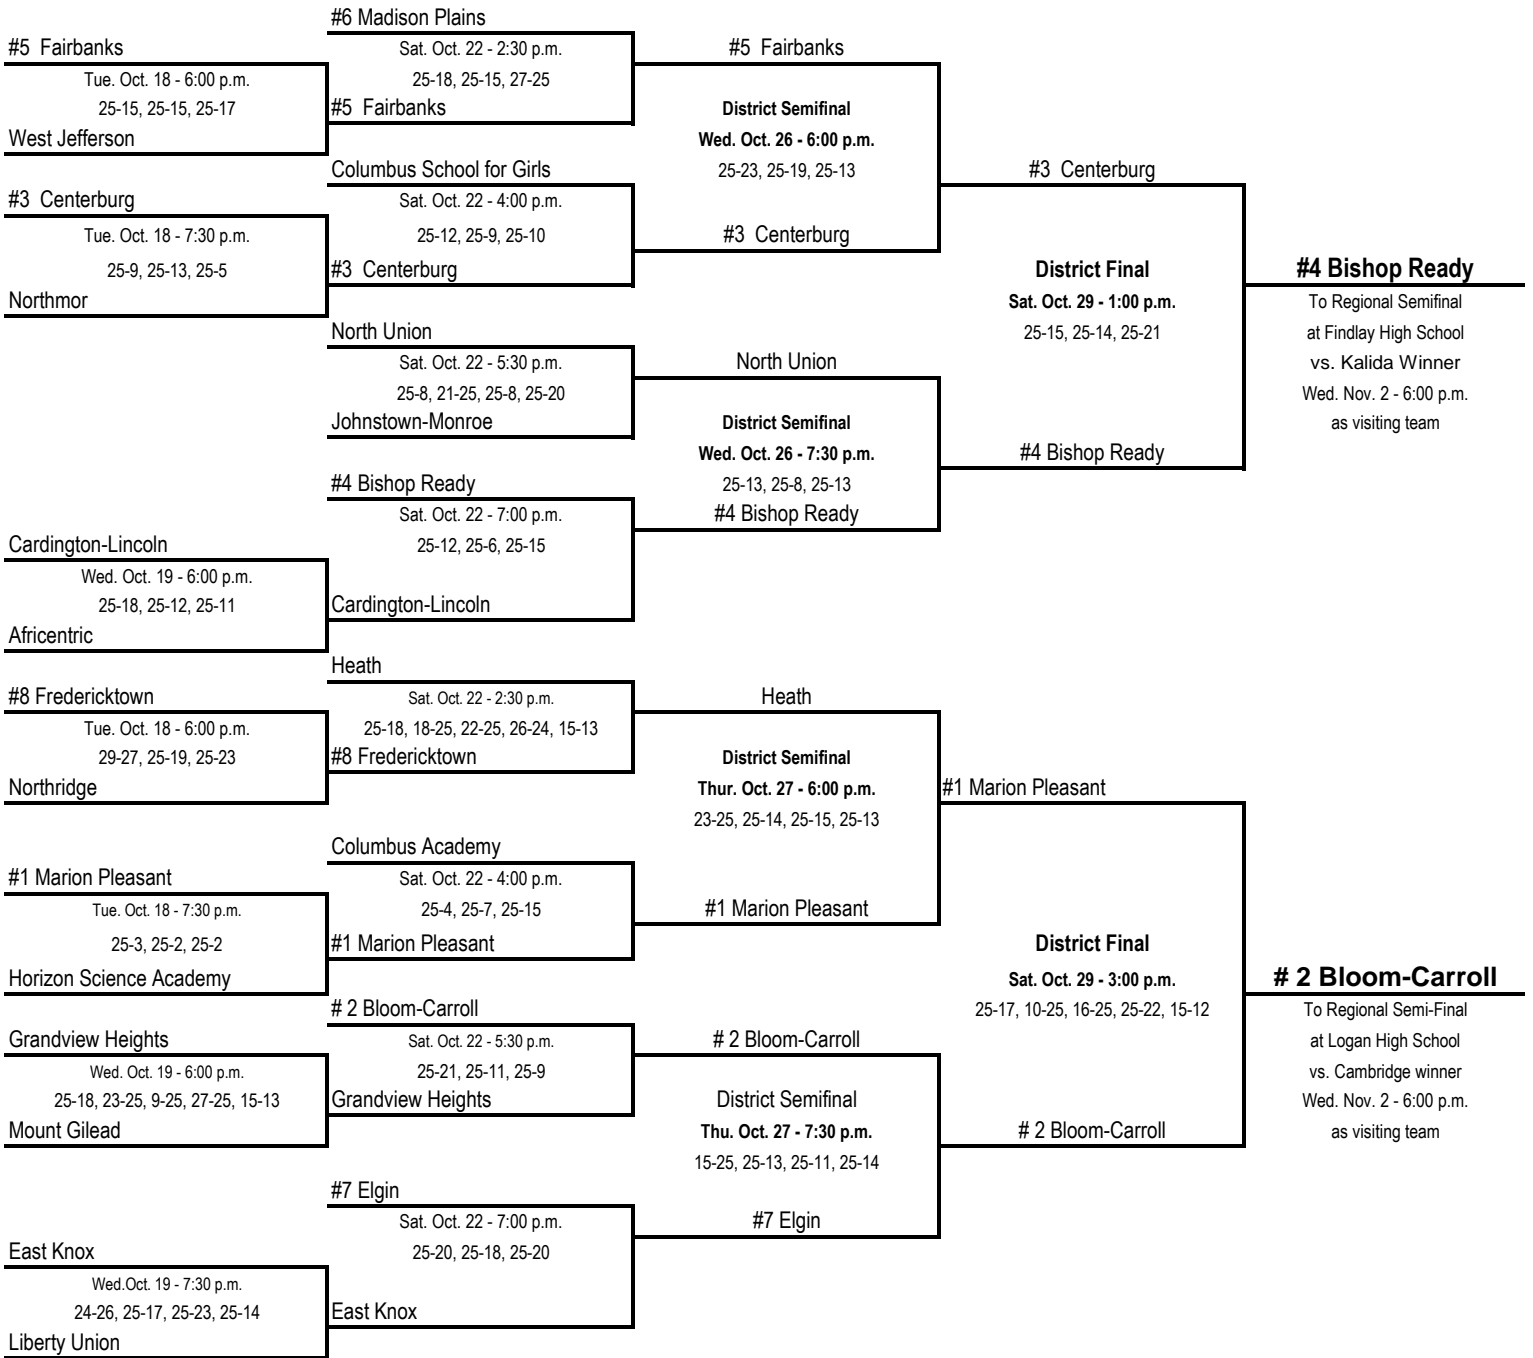 #5  Fairbanks
Tue. Oct. 18 - 6:00 p.m.
25-15, 25-15, 25-17
West Jefferson
#3  Centerburg
Tue. Oct. 18 - 7:30 p.m.
25-9, 25-13, 25-5
Northmor
Cardington-Lincoln
Wed. Oct. 19 - 6:00 p.m.
25-18, 25-12, 25-11
Africentric
#8 Fredericktown
Tue. Oct. 18 - 6:00 p.m.
29-27, 25-19, 25-23
Northridge
#1 Marion Pleasant
Tue. Oct. 18 - 7:30 p.m.
25-3, 25-2, 25-2
Horizon Science Academy
Grandview Heights
Wed. Oct. 19 - 6:00 p.m.
25-18, 23-25, 9-25, 27-25, 15-13
Mount Gilead
East Knox
Wed.Oct. 19 - 7:30 p.m.
24-26, 25-17, 25-23, 25-14
Liberty Union
#6 Madison Plains
Sat. Oct. 22 - 2:30 p.m.
25-18, 25-15, 27-25
#5  Fairbanks
Columbus School for Girls
Sat. Oct. 22 - 4:00 p.m.
25-12, 25-9, 25-10
#3  Centerburg
North Union
Sat. Oct. 22 - 5:30 p.m.
25-8, 21-25, 25-8, 25-20
Johnstown-Monroe
#4 Bishop Ready
Sat. Oct. 22 - 7:00 p.m.
25-12, 25-6, 25-15
Cardington-Lincoln
Heath
Sat. Oct. 22 - 2:30 p.m.
25-18, 18-25, 22-25, 26-24, 15-13
#8 Fredericktown
Columbus Academy
Sat. Oct. 22 - 4:00 p.m.
25-4, 25-7, 25-15
#1 Marion Pleasant
# 2 Bloom-Carroll
Sat. Oct. 22 - 5:30 p.m.
25-21, 25-11, 25-9
Grandview Heights
#7 Elgin
Sat. Oct. 22 - 7:00 p.m.
25-20, 25-18, 25-20
East Knox
#5  Fairbanks
District Semifinal
Wed. Oct. 26 - 6:00 p.m.
25-23, 25-19, 25-13
#3  Centerburg
North Union
District Semifinal
Wed. Oct. 26 - 7:30 p.m.
25-13, 25-8, 25-13
#4 Bishop Ready
Heath
District Semifinal
Thur. Oct. 27 - 6:00 p.m.
23-25, 25-14, 25-15, 25-13
#1 Marion Pleasant
# 2 Bloom-Carroll
District Semifinal
Thu. Oct. 27 - 7:30 p.m.
15-25, 25-13, 25-11, 25-14
#7 Elgin
#3  Centerburg
District Final
Sat. Oct. 29 - 1:00 p.m.
25-15, 25-14, 25-21
#4 Bishop Ready
#1 Marion Pleasant
District Final
Sat. Oct. 29 - 3:00 p.m.
25-17, 10-25, 16-25, 25-22, 15-12
# 2 Bloom-Carroll
#4 Bishop Ready
To Regional Semifinal
at Findlay High School
vs. Kalida Winner
Wed. Nov. 2 - 6:00 p.m.
as visiting team
# 2 Bloom-Carroll
To Regional Semi-Final
at Logan High School
vs. Cambridge winner
Wed. Nov. 2 - 6:00 p.m.
as visiting team